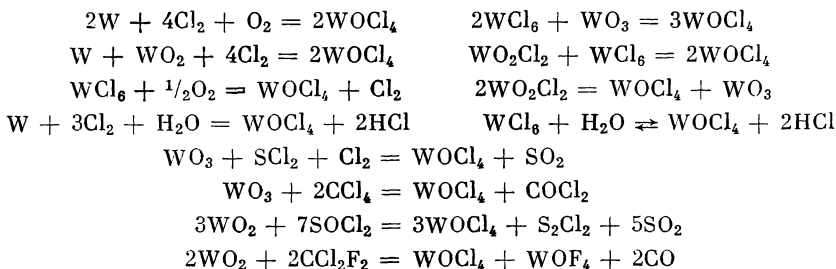 2W + 4Cl₂ + O₂ = 2WOCl₄ 2WCl₆ + WO₃ = 3WOCl₄
W + WO₂ + 4Cl₂ = 2WOCl₄ WO₂Cl₂ + WCl₆ = 2WOCl₄
WCl₆ + ¹/₂O₂ = WOCl₄ + Cl₂ 2WO₂Cl₂ = WOCl₄ + WO₃
W + 3Cl₂ + H₂O = WOCl₄ + 2HCl WCl₆ + H₂O ⇄ WOCl₄ + 2HCl
WO₃ + SCl₂ + Cl₂ = WOCl₄ + SO₂
WO₃ + 2CCl₄ = WOCl₄ + COCl₂
3WO₂ + 7SOCl₂ = 3WOCl₄ + S₂Cl₂ + 5SO₂
2WO₂ + 2CCl₂F₂ = WOCl₄ + WOF₄ + 2CO